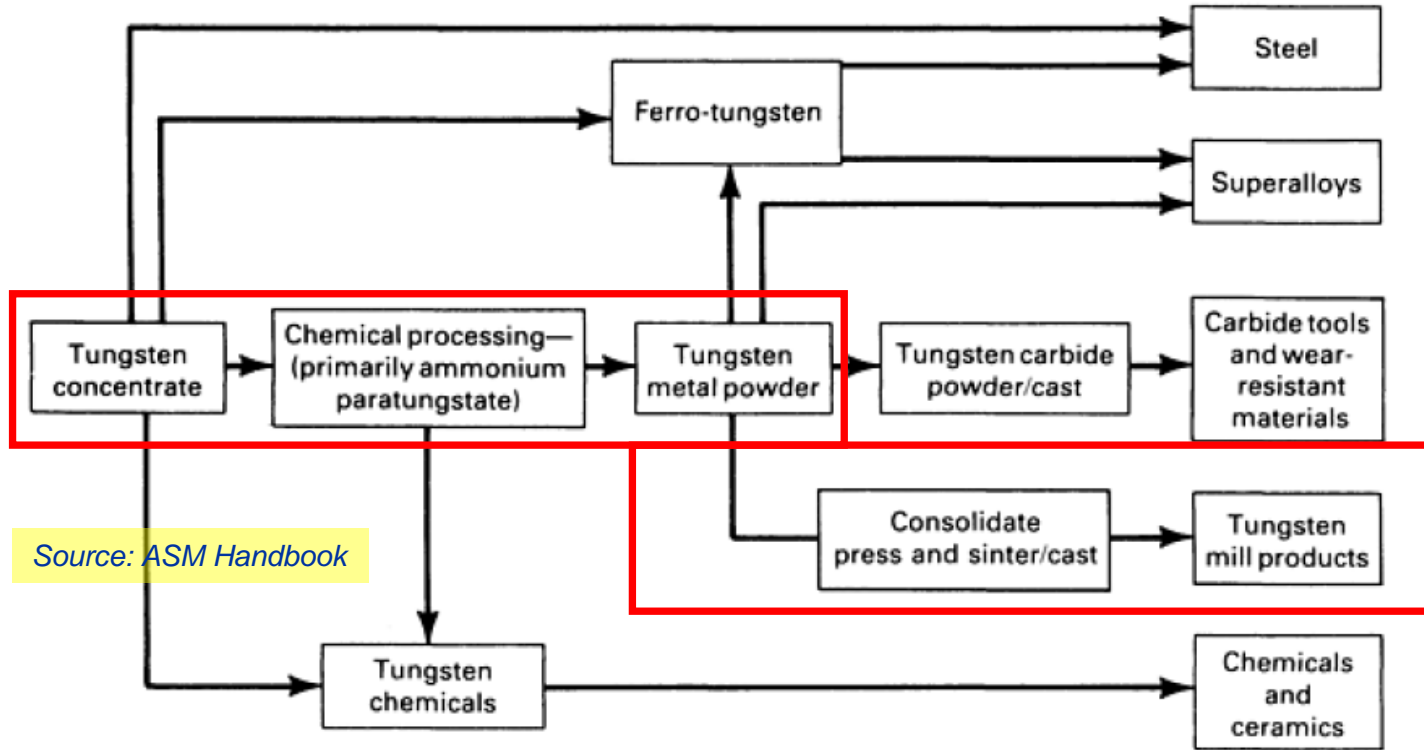 Steel
Ferro-tungsten
Superalloys
Tungsten
concentrate
Chemical processing—
(primarily ammonium
paratungstate)
Tungsten
metal powder
Tungsten carbide
powder/cast
Carbide tools
and wear-
resistant
materials
Source: ASM Handbook
Consolidate
press and sinter/cast
Tungsten
mill products
Tungsten
chemicals
Chemicals
and
ceramics